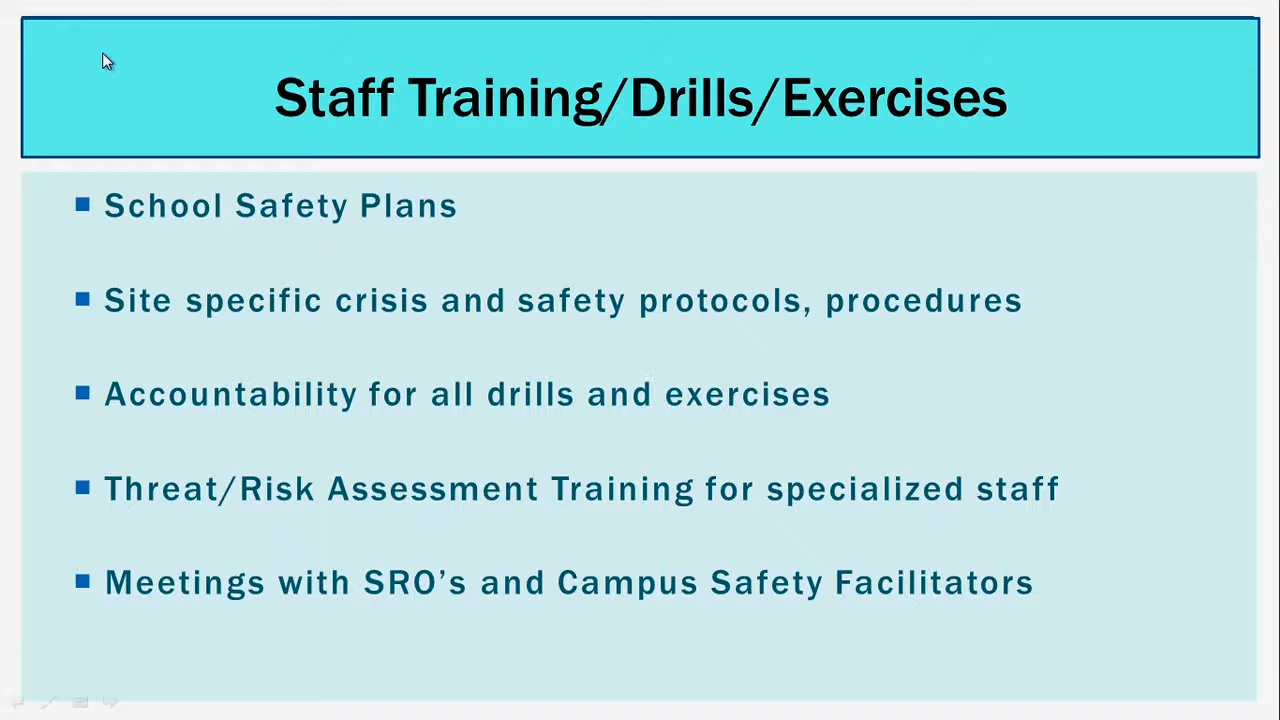 Staff Training/Drills/Exercises
School Safety Plans
Site specific crisis and safety protocols, procedures
Accountability for all drills and exercises
Threat/Risk Assessment Training for specialized staff
Meetings with SRO’s and Campus Safety Facilitators